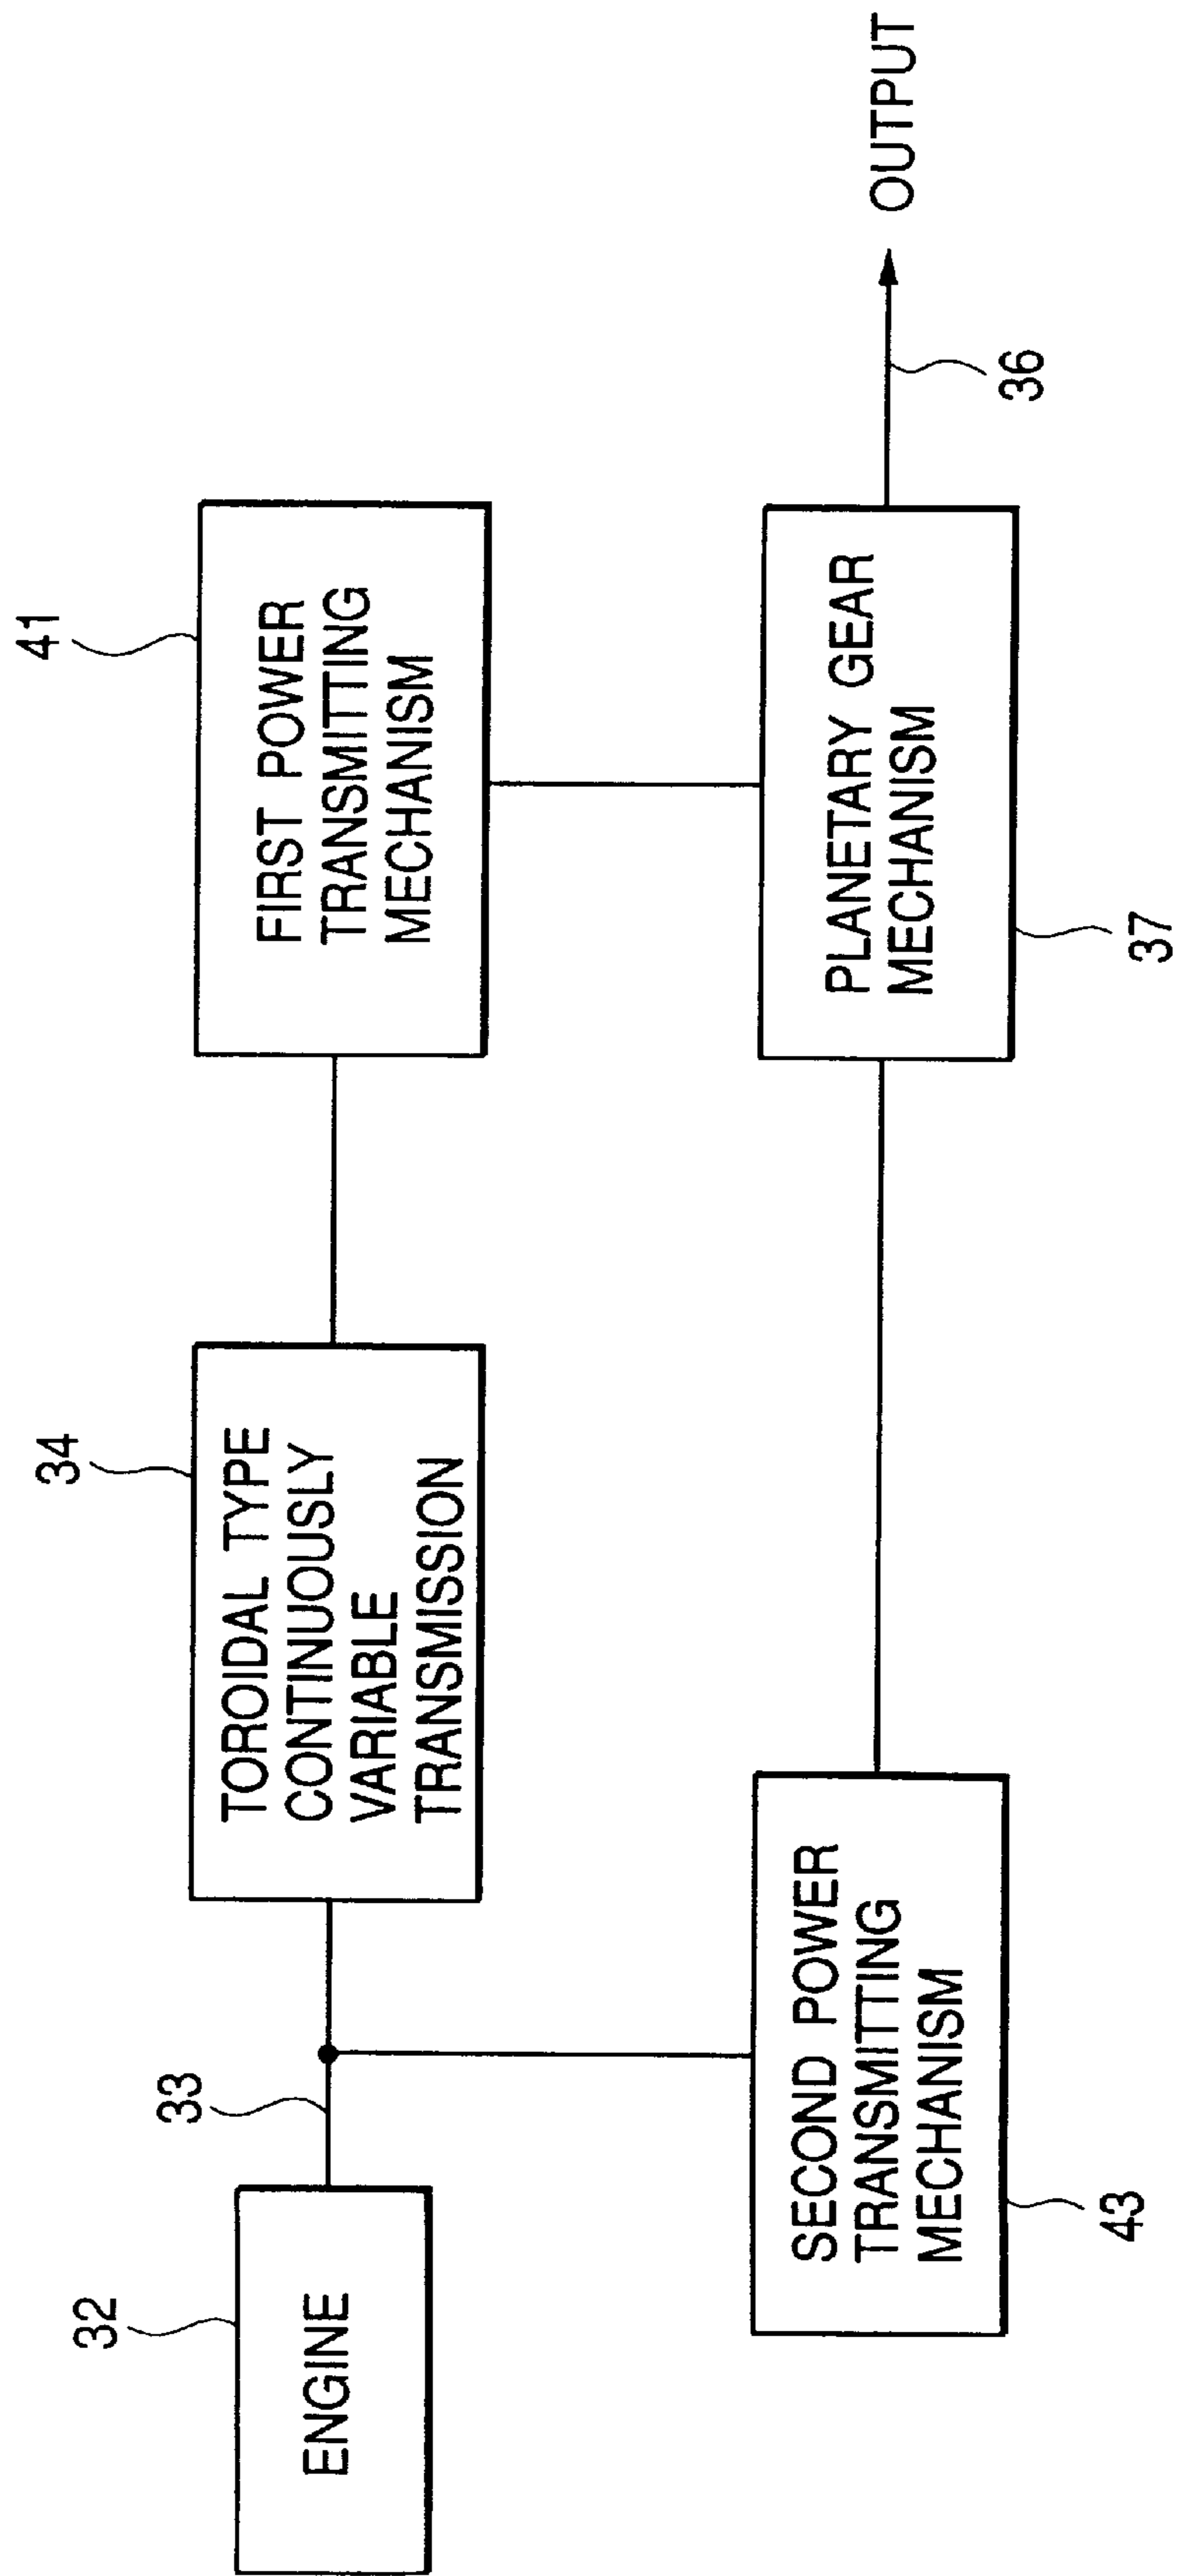 32
ENGINE
33
34
TOROIDAL TYPE
CONTINUOUSLY
VARIABLE
TRANSMISSION
41
FIRST POWER
TRANSMITTING
MECHANISM
SECOND POWER
TRANSMITTING
MECHANISM
43
PLANETARY GEAR
MECHANISM
37
36
OUTPUT